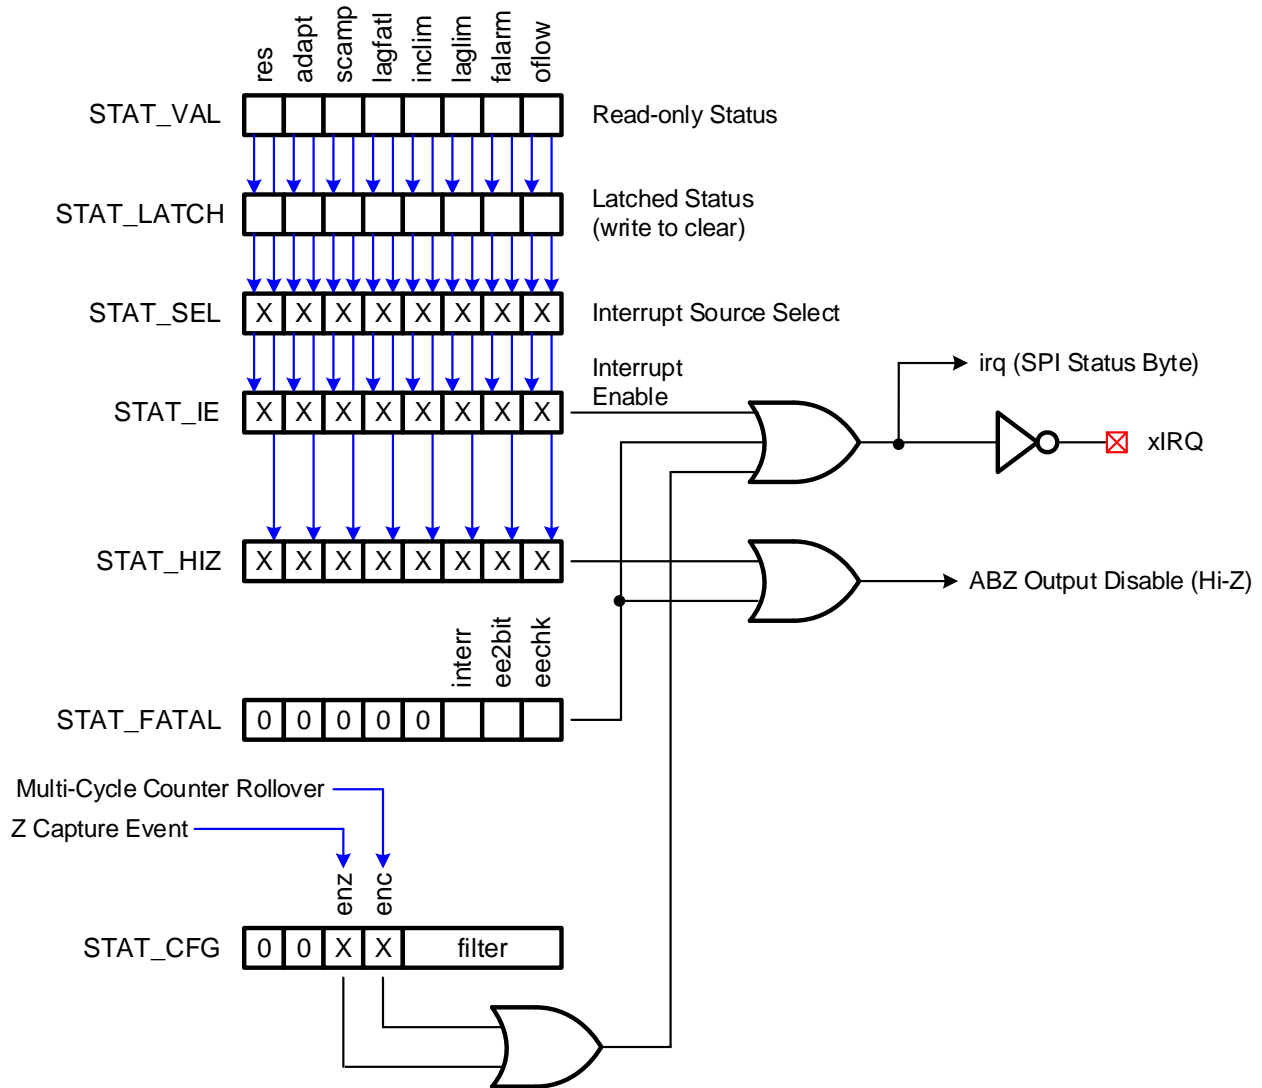 res adapt scamp lagfatl inclim laglim falarm oflow
STAT_VAL Read-only Status
STAT_LATCH Latched Status
(write to clear)
STAT_SEL X X X X X X X X Interrupt Source Select
irq (SPI Status Byte)
Interrupt
Enable
STAT_IE X X X X X X X X
xIRQ
STAT_HIZ X X X X X X X X
ABZ Output Disable (Hi-Z)
interr ee2bit eechk
STAT_FATAL 0 0 0 0 0
Multi-Cycle Counter Rollover
Z Capture Event
enz enc
STAT_CFG 0 0 X X filter